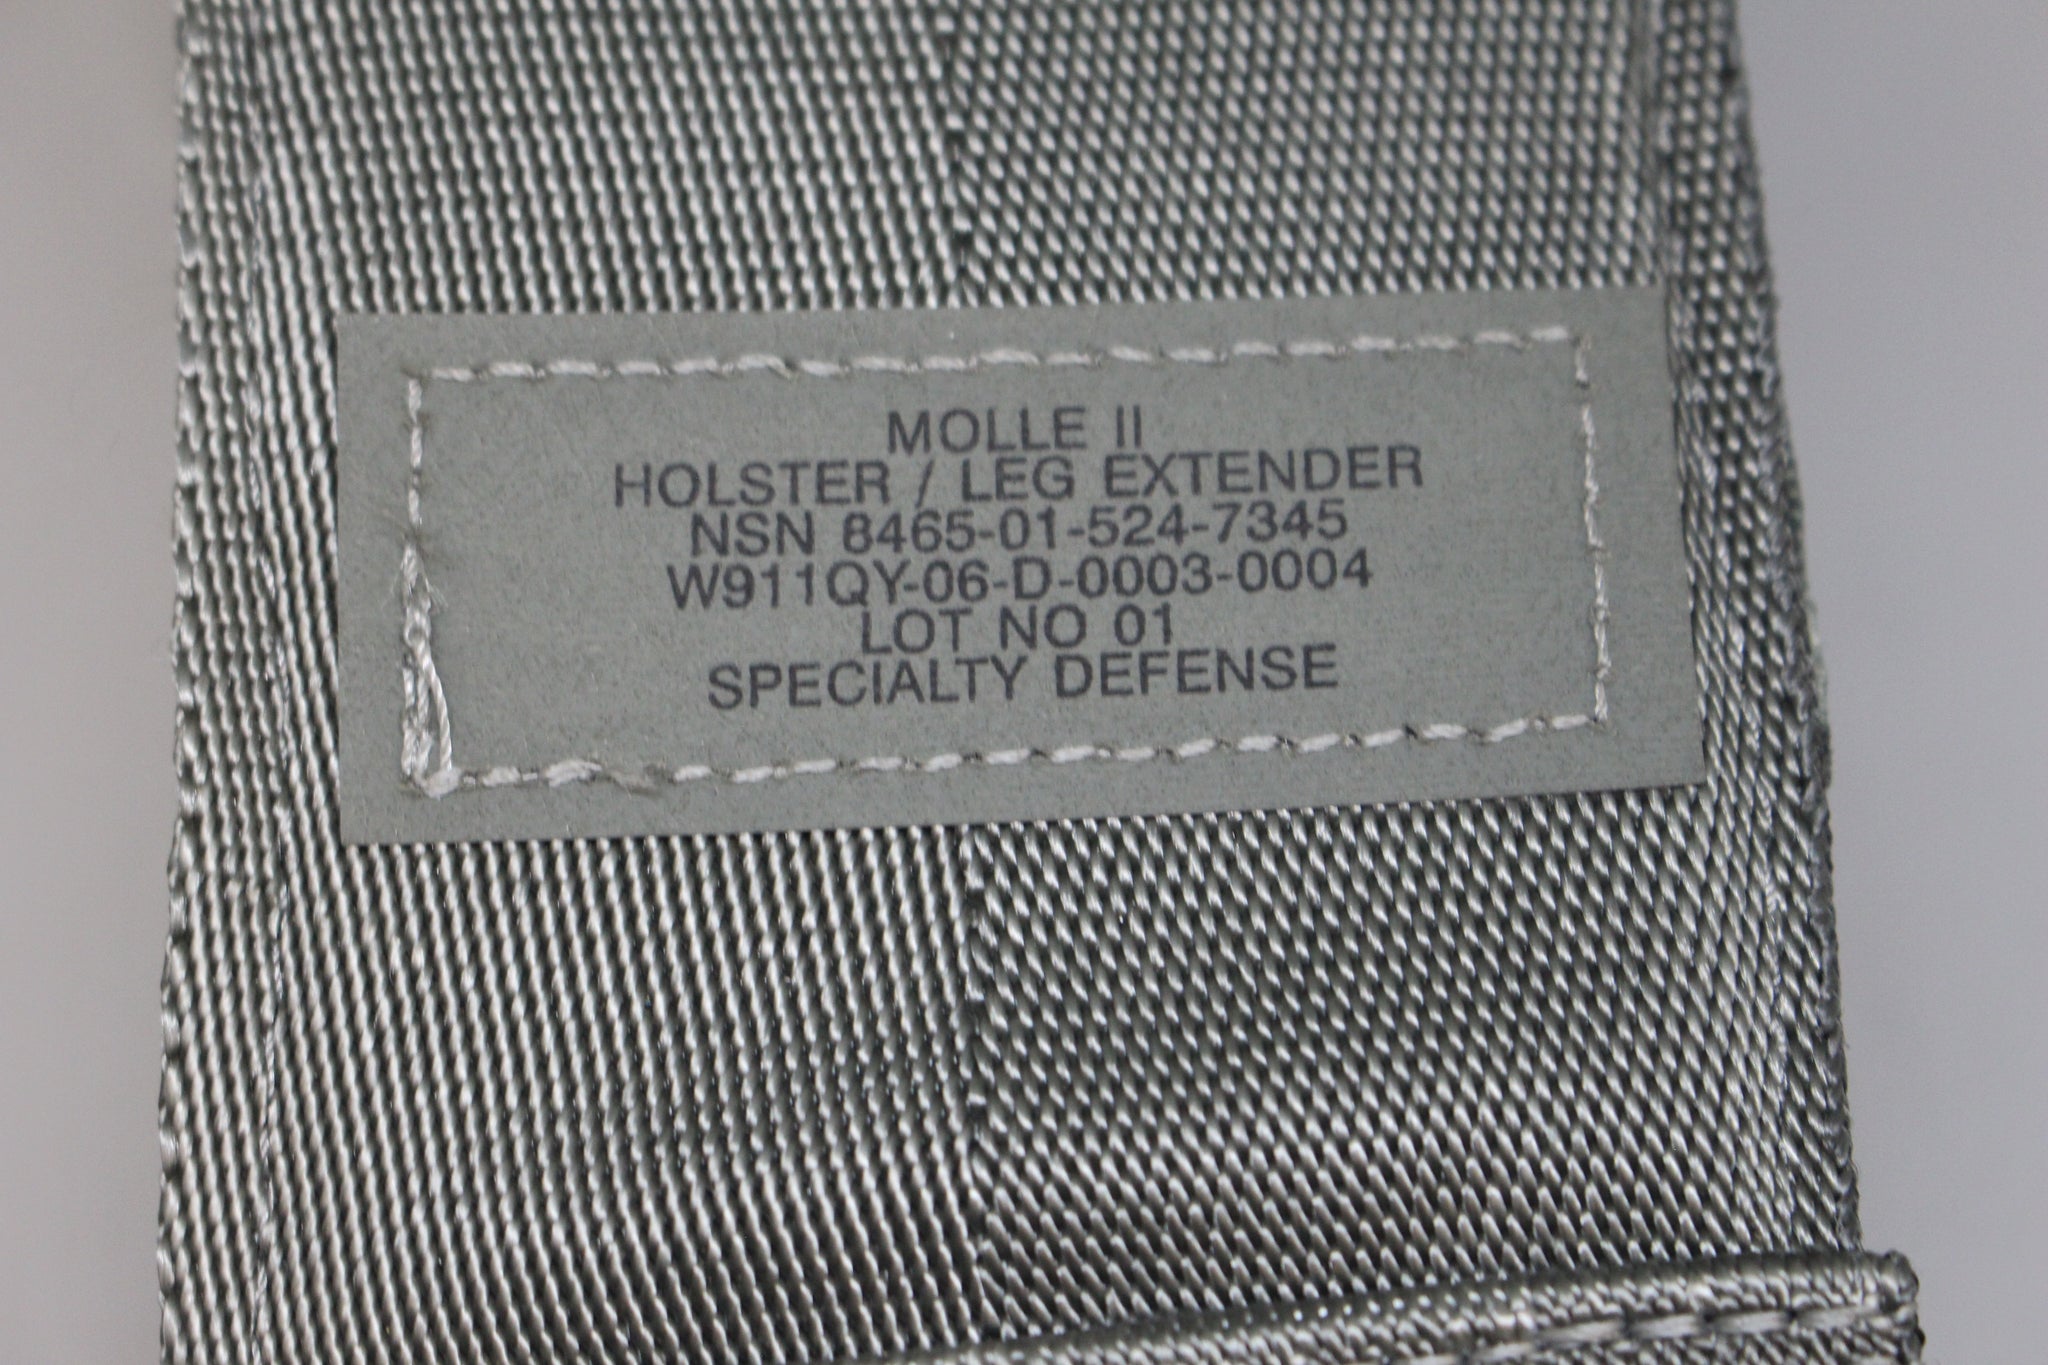 MOLLE II
HOLSTER / LEG EXTENDER
NSN 8465-01-524-7345
W911QY-06-D-0003-0004
LOT NO 01
SPECIALTY DEFENSE